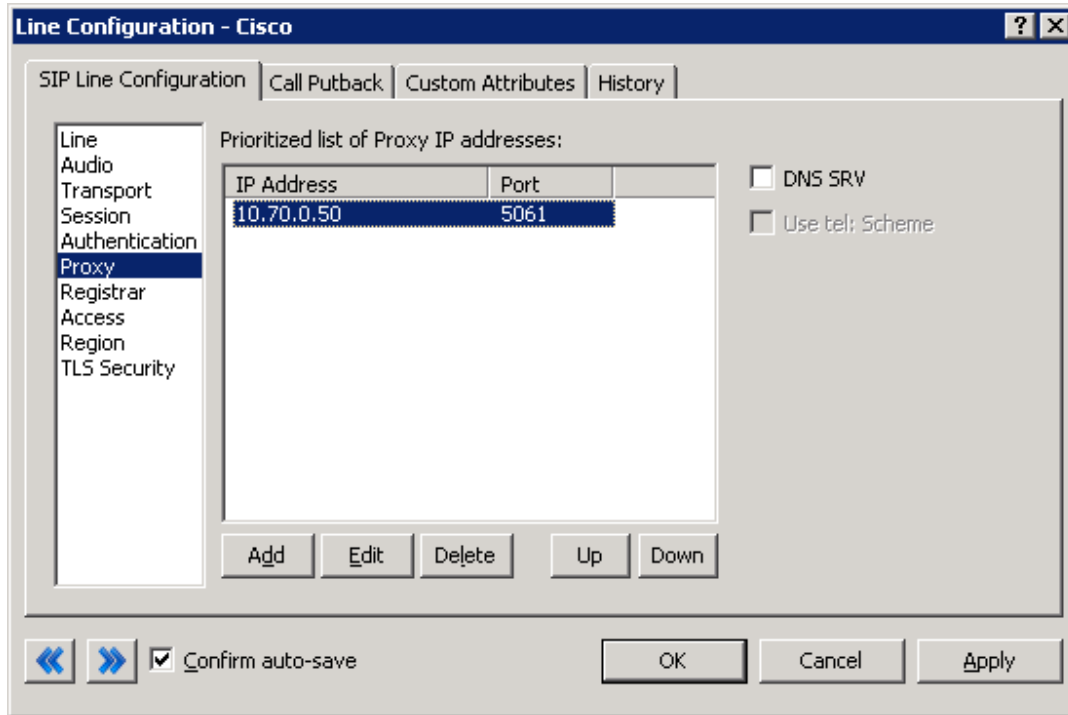 Line Configuration - Cisco
SIP Line Configuration
Call Putback
Custom Attributes
History
Line
Audio
Transport
Session
Authentication
Proxy
Registrar
Access
Region
TLS Security
Prioritized list of Proxy IP addresses:
IP Address Port
10.70.0.50 5061
DNS SRV
Use tel: Scheme
Add
Edit
Delete
Up
Down
Confirm auto-save
OK
Cancel
Apply